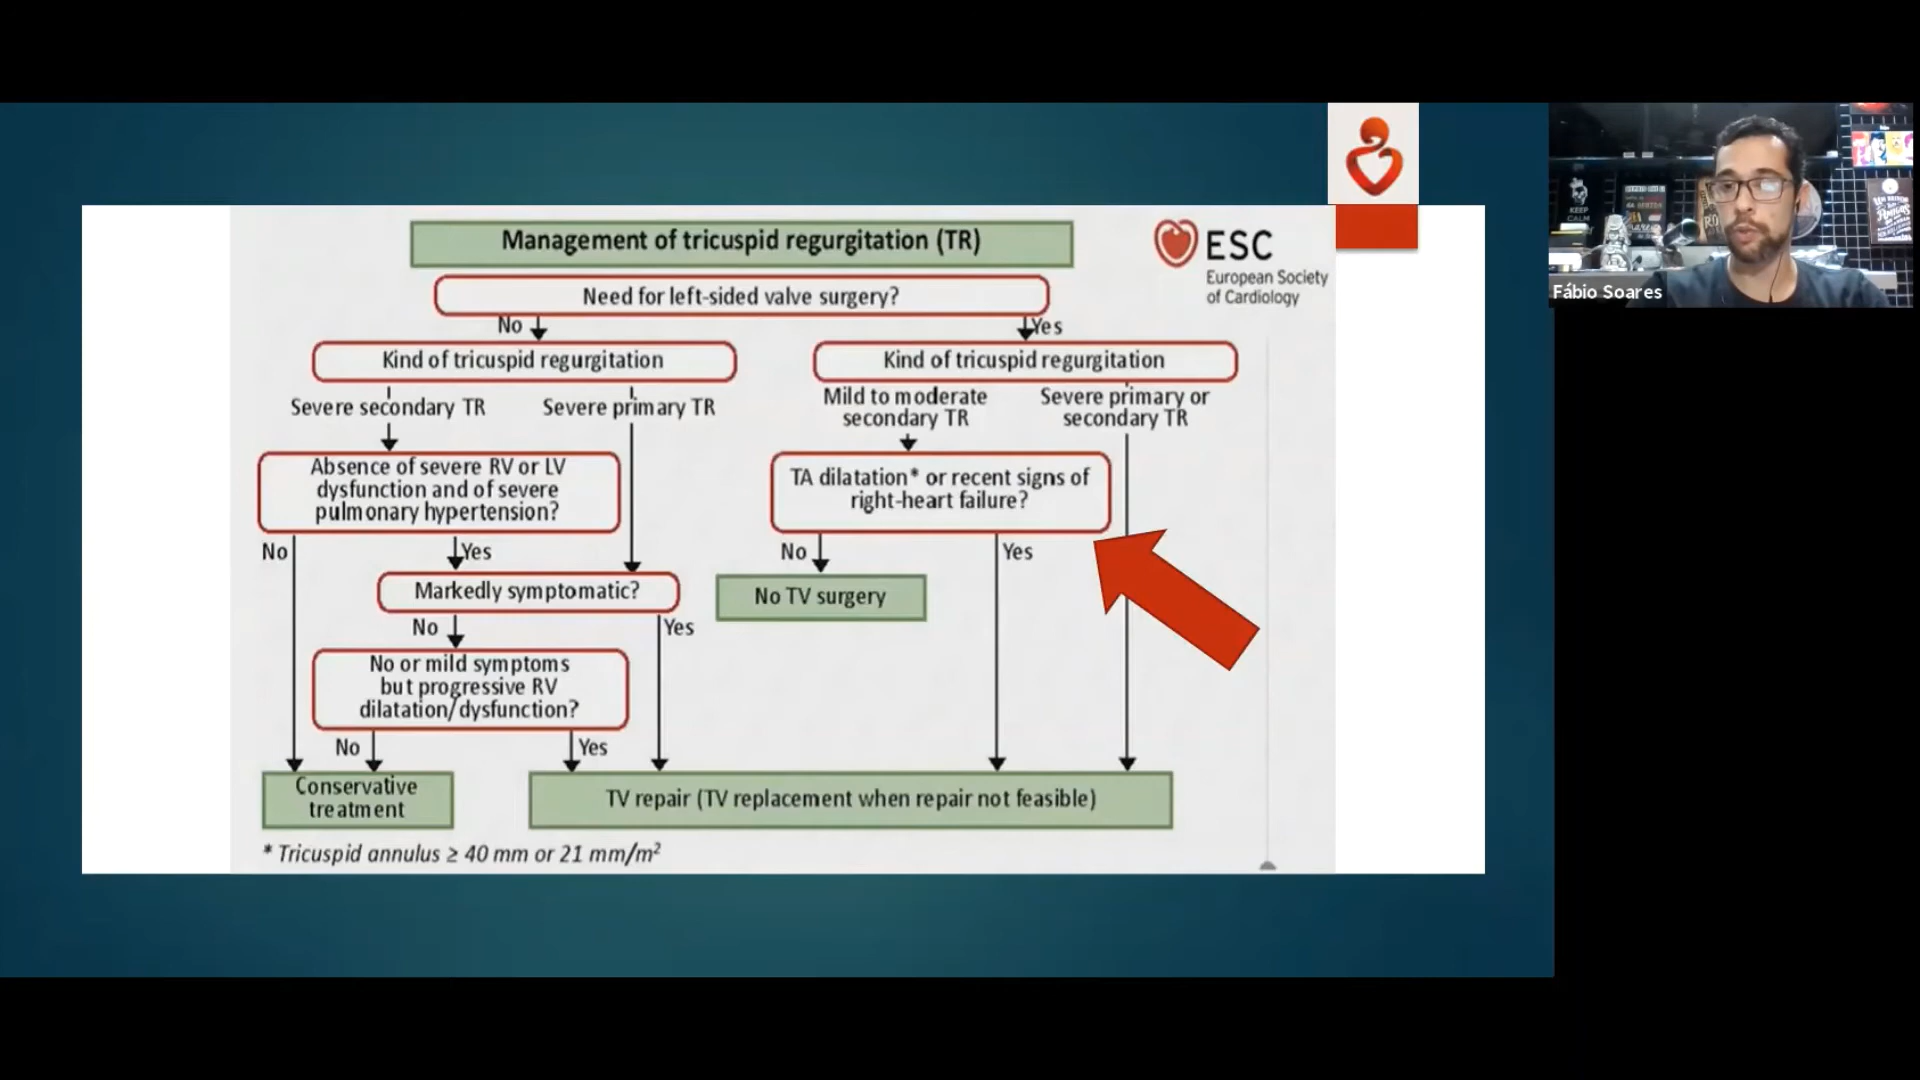 Management of tricuspid regurgitation (TR)
ESC
European Society
of Cardiology
Need for left-sided valve surgery?
No
Yes
Kind of tricuspid regurgitation
Kind of tricuspid regurgitation
Severe secondary TR
Severe primary TR
Mild to moderate
secondary TR
Severe primary or
secondary TR
Absence of severe RV or LV
dysfunction and of severe
pulmonary hypertension?
TA dilatation* or recent signs of
right-heart failure?
No
Yes
No
Yes
Markedly symptomatic?
No TV surgery
No
Yes
No or mild symptoms
but progressive RV
dilatation/dysfunction?
No
Yes
Conservative
treatment
TV repair (TV replacement when repair not feasible)
* Tricuspid annulus ≥ 40 mm or 21 mm/m²
KEEP
CALM
Fábio Soares